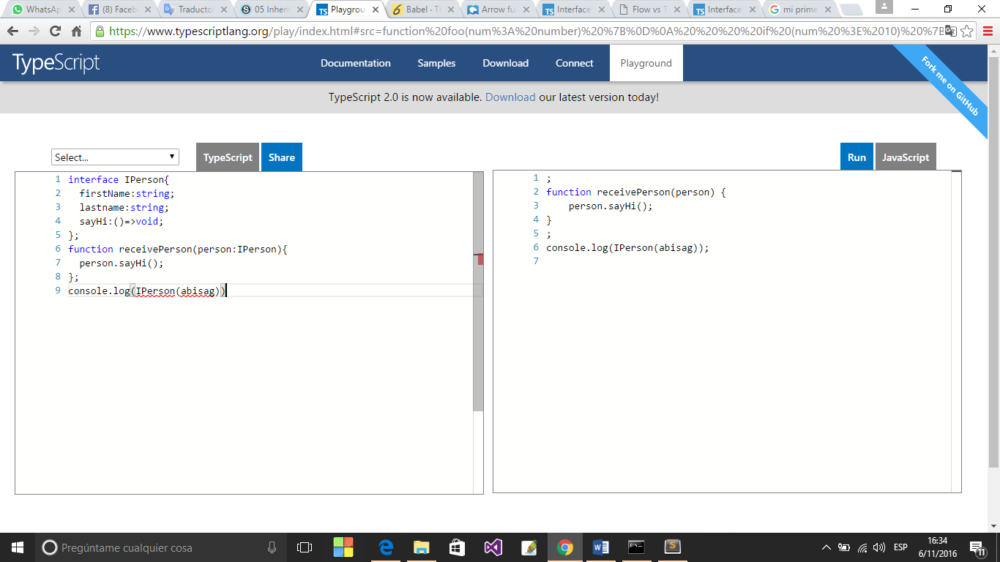 WhatsAp
(8) Faceb
Traducto
05 Inherit
Playgrou
Babel · Th
Arrow fu
Interface
Flow vs T
Interface
mi prime
https://www.typescriptlang.org/play/index.html#src=function%20foo(num%3A%20number)%20%7B%0D%0A%20%20%20%20if%20(num%20%3E%2010)%20%7B
TypeScript
Documentation
Samples
Download
Connect
Playground
Fork me on GitHub
TypeScript 2.0 is now available. Download our latest version today!
Select...
TypeScript
Share
Run
JavaScript
1 interface IPerson{
2 firstName:string;
3 lastname:string;
4 sayHi:()=>void;
5 };
6 function receivePerson(person:IPerson){
7 person.sayHi();
8 };
9 console.log(IPerson(abisag))
1 ;
2 function receivePerson(person) {
3 person.sayHi();
4 }
5 ;
6 console.log(IPerson(abisag));
7
Pregúntame cualquier cosa
ESP
16:34
6/11/2016
11